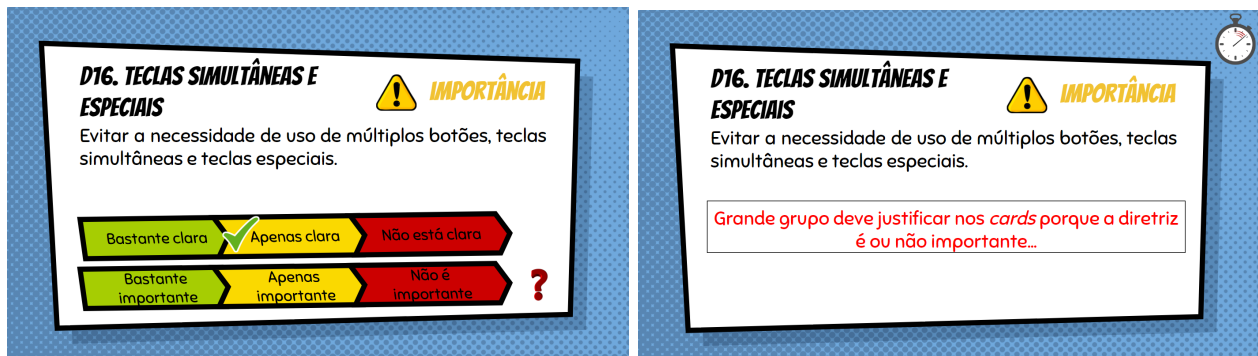 D16. TECLAS SIMULTÂNEAS E
ESPECIAIS
IMPORTÂNCIA
Evitar a necessidade de uso de múltiplos botões, teclas
simultâneas e teclas especiais.
Bastante clara
Apenas clara
Não está clara
Bastante
importante
Apenas
importante
Não é
importante
?
D16. TECLAS SIMULTÂNEAS E
ESPECIAIS
IMPORTÂNCIA
Evitar a necessidade de uso de múltiplos botões, teclas
simultâneas e teclas especiais.
Grande grupo deve justificar nos cards porque a diretriz
é ou não importante...